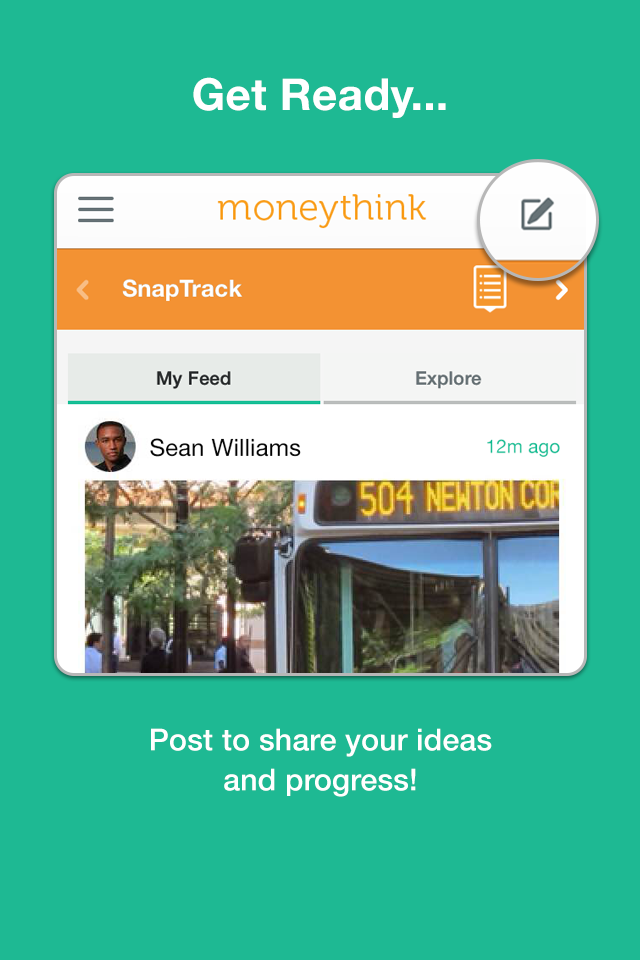 Get Ready...
moneythink
SnapTrack
My Feed
Explore
Sean Williams
12m ago
504 NEWTON COR
Post to share your ideas
and progress!